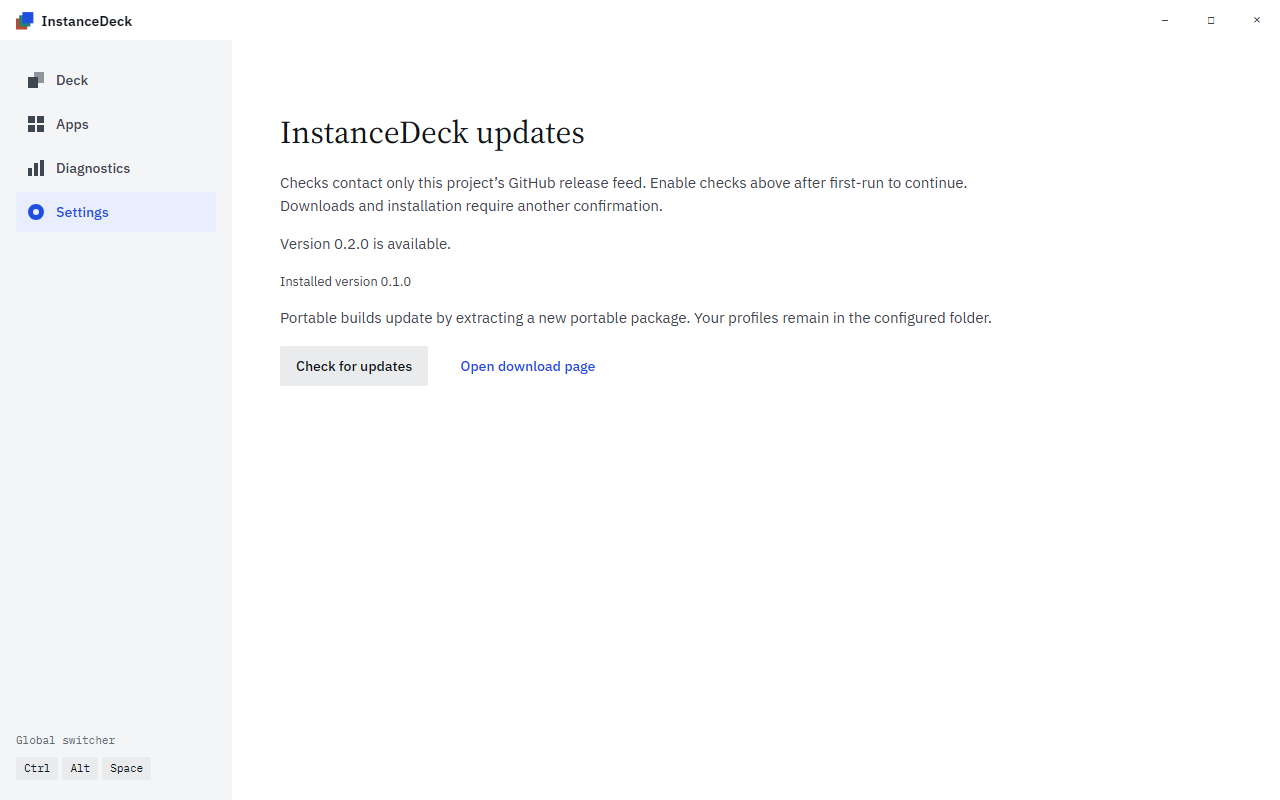 InstanceDeck
Deck
Apps
Diagnostics
Settings
InstanceDeck updates
Checks contact only this project’s GitHub release feed. Enable checks above after first-run to continue.
Downloads and installation require another confirmation.
Version 0.2.0 is available.
Installed version 0.1.0
Portable builds update by extracting a new portable package. Your profiles remain in the configured folder.
Check for updates Open download page
Global switcher
Ctrl Alt Space